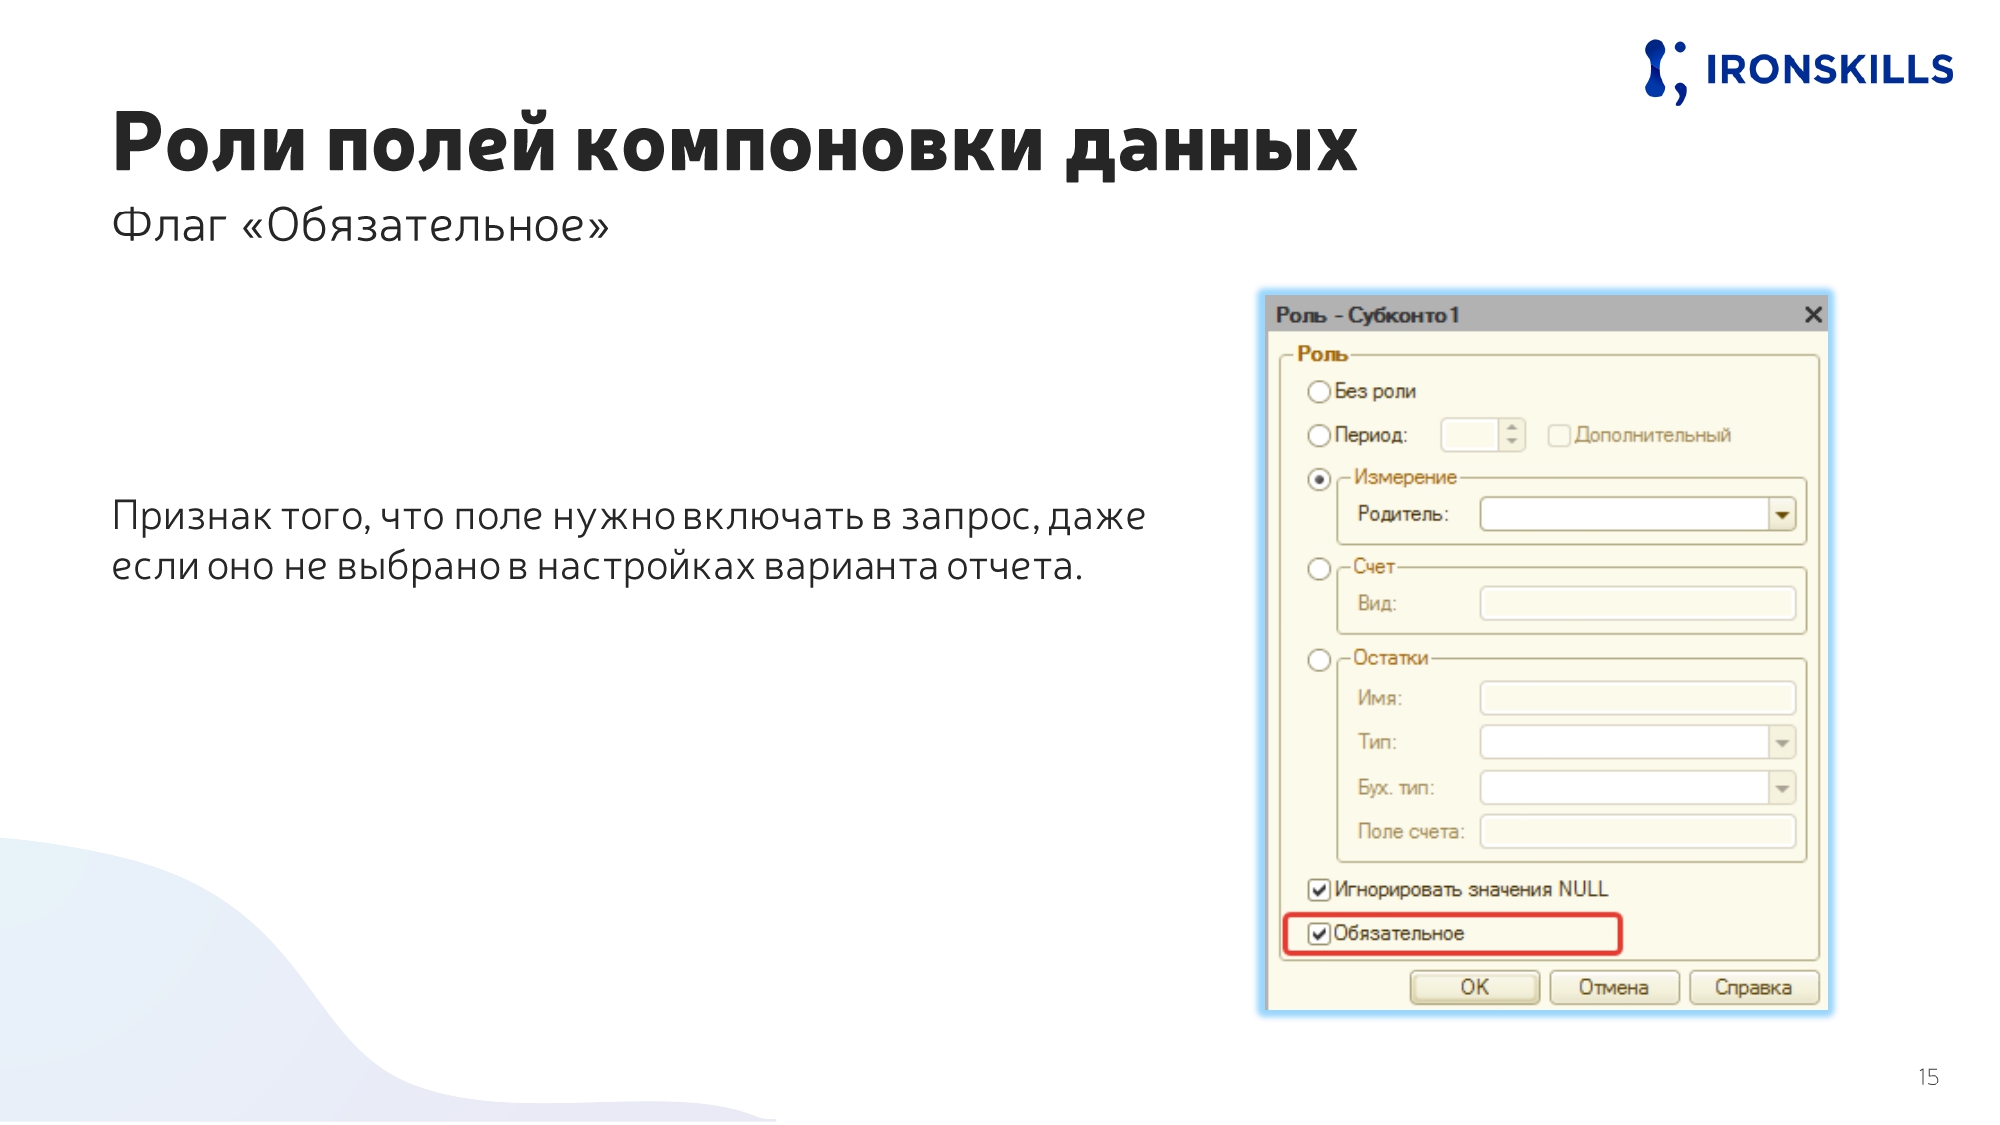 IRONSKILLS
Роли полей компоновки данных
Флаг «Обязательное»
Признак того, что поле нужно включать в запрос, даже
если оно не выбрано в настройках варианта отчета.
Роль - Субконто1
Роль
Без роли
Период: Дополнительный
Измерение
Родитель:
Счет
Вид:
Остатки
Имя:
Тип:
Бух. тип:
Поле счета:
Игнорировать значения NULL
Обязательное
ОК Отмена Справка
15